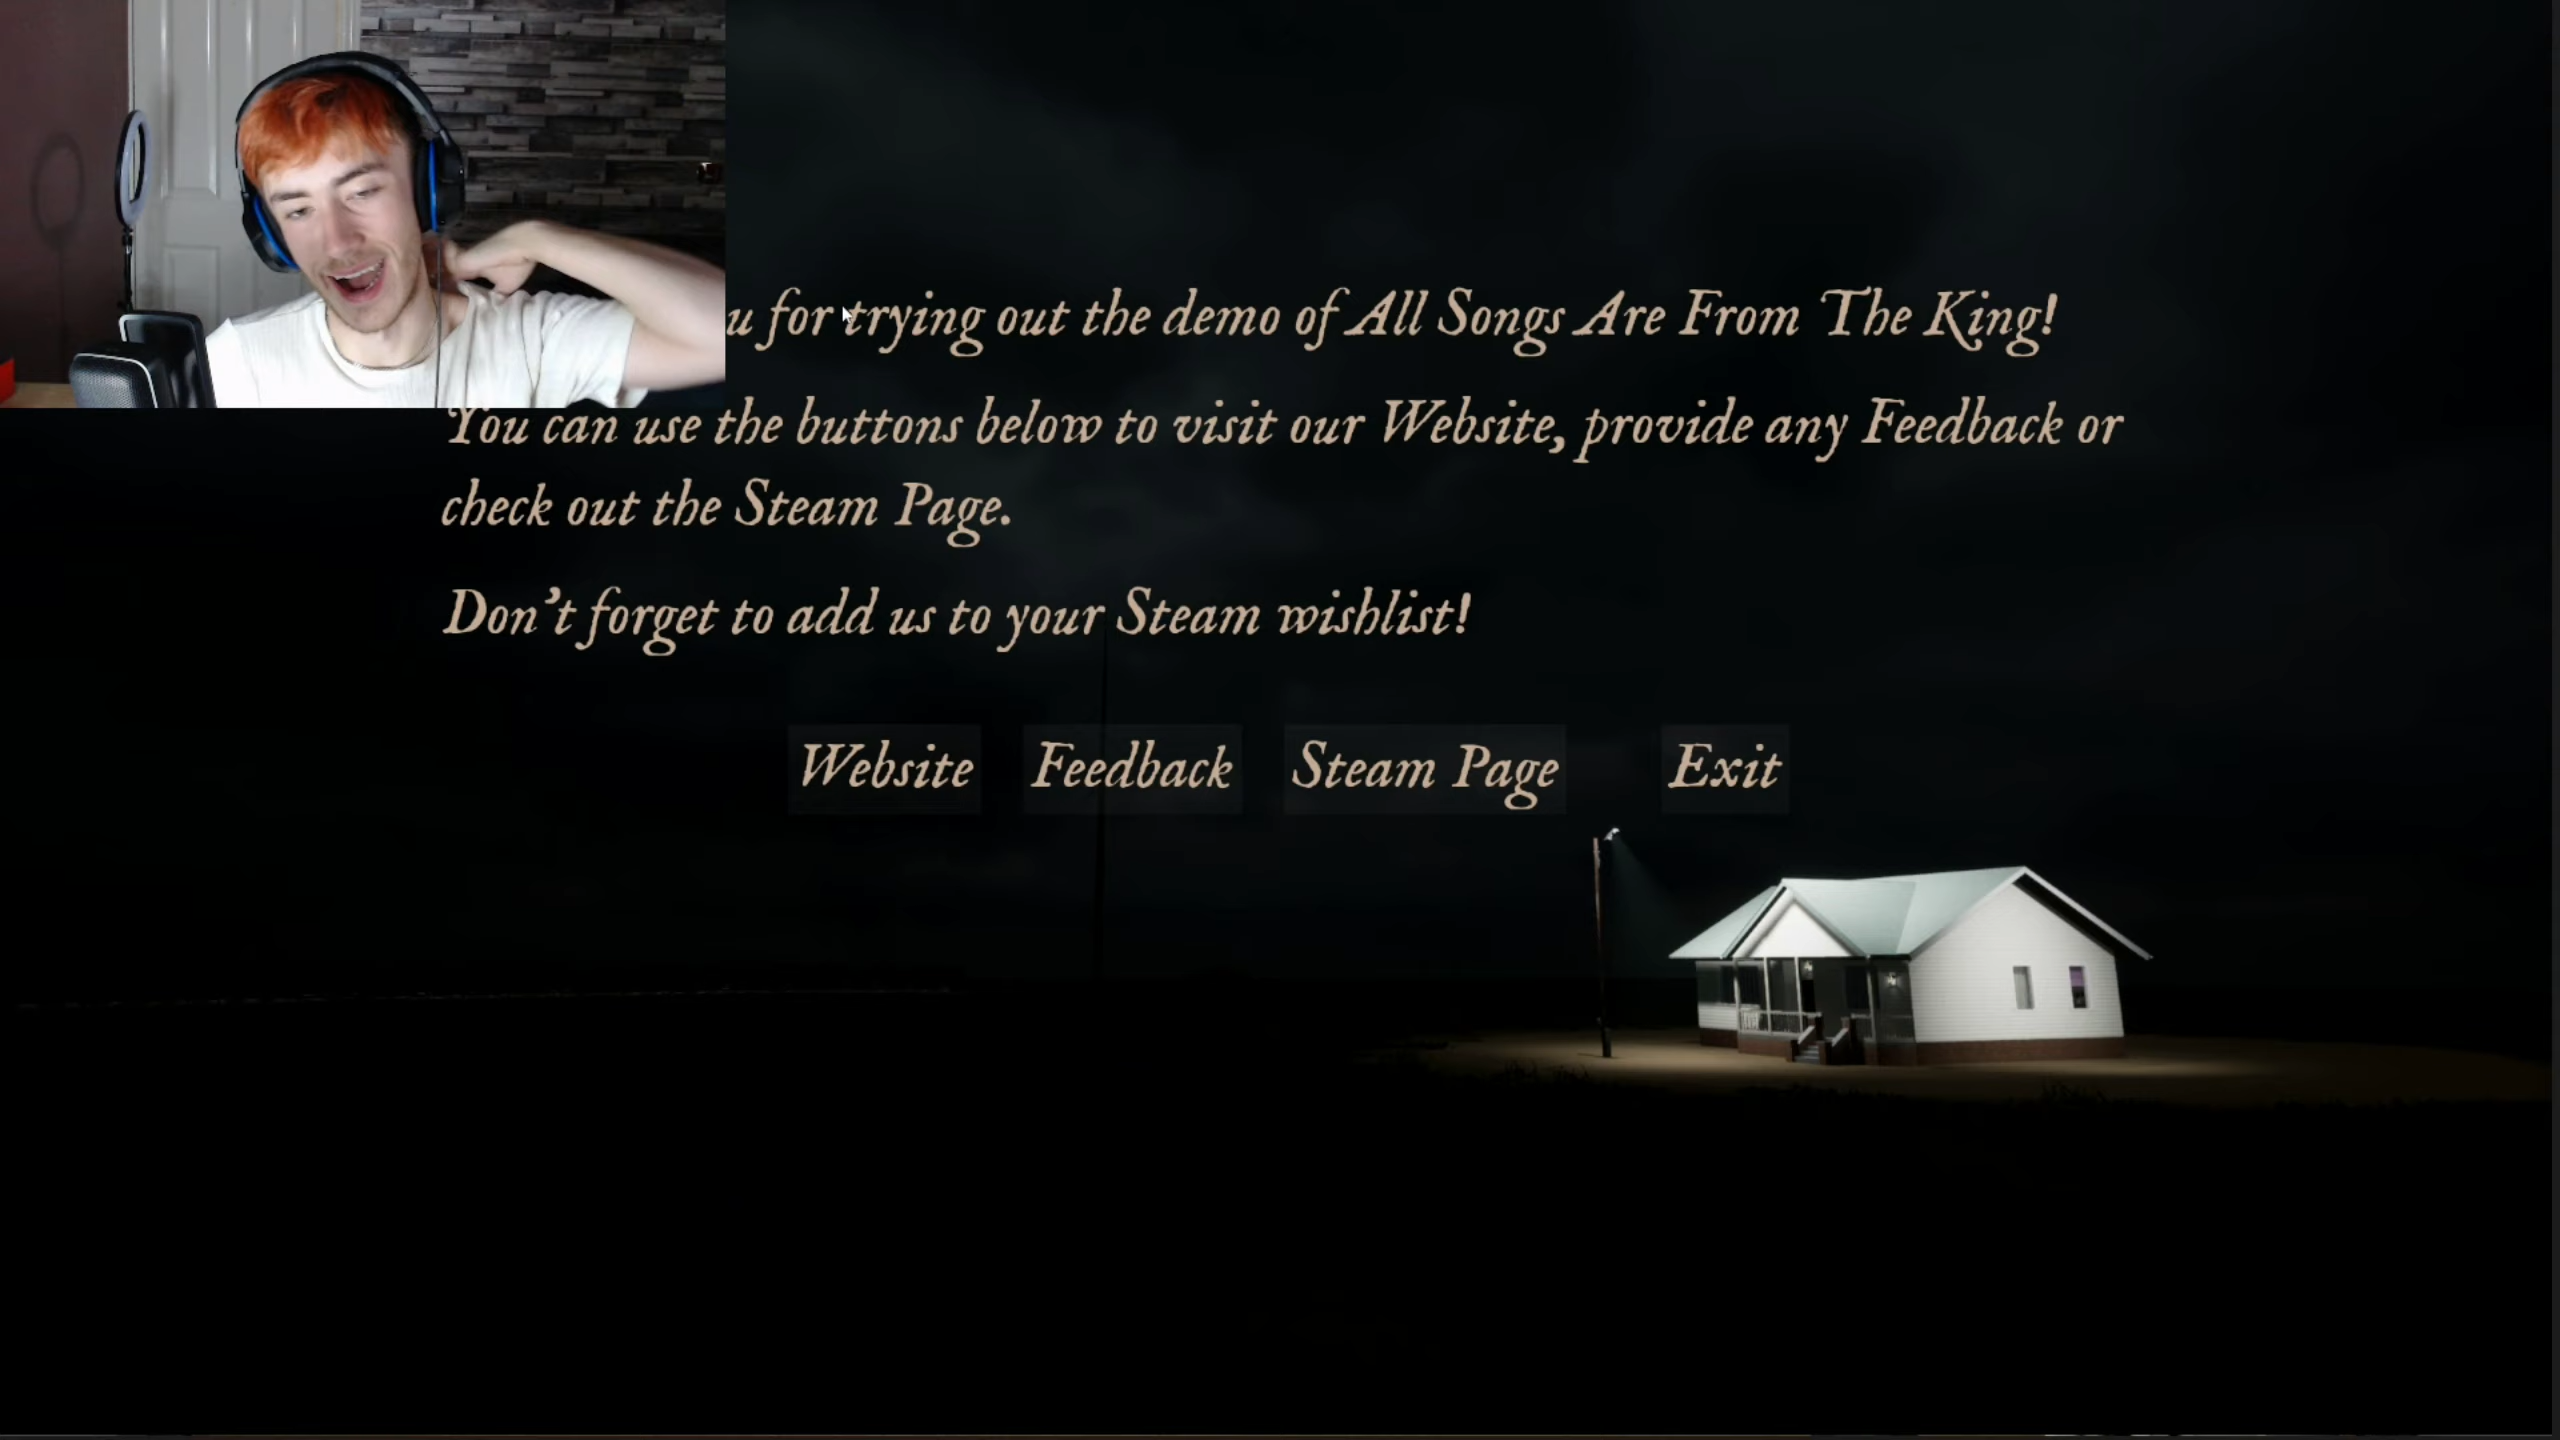 for trying out the demo of All Songs Are From The King!
You can use the buttons below to visit our Website, provide any Feedback or
check out the Steam Page.
Don't forget to add us to your Steam wishlist!
Website Feedback Steam Page Exit